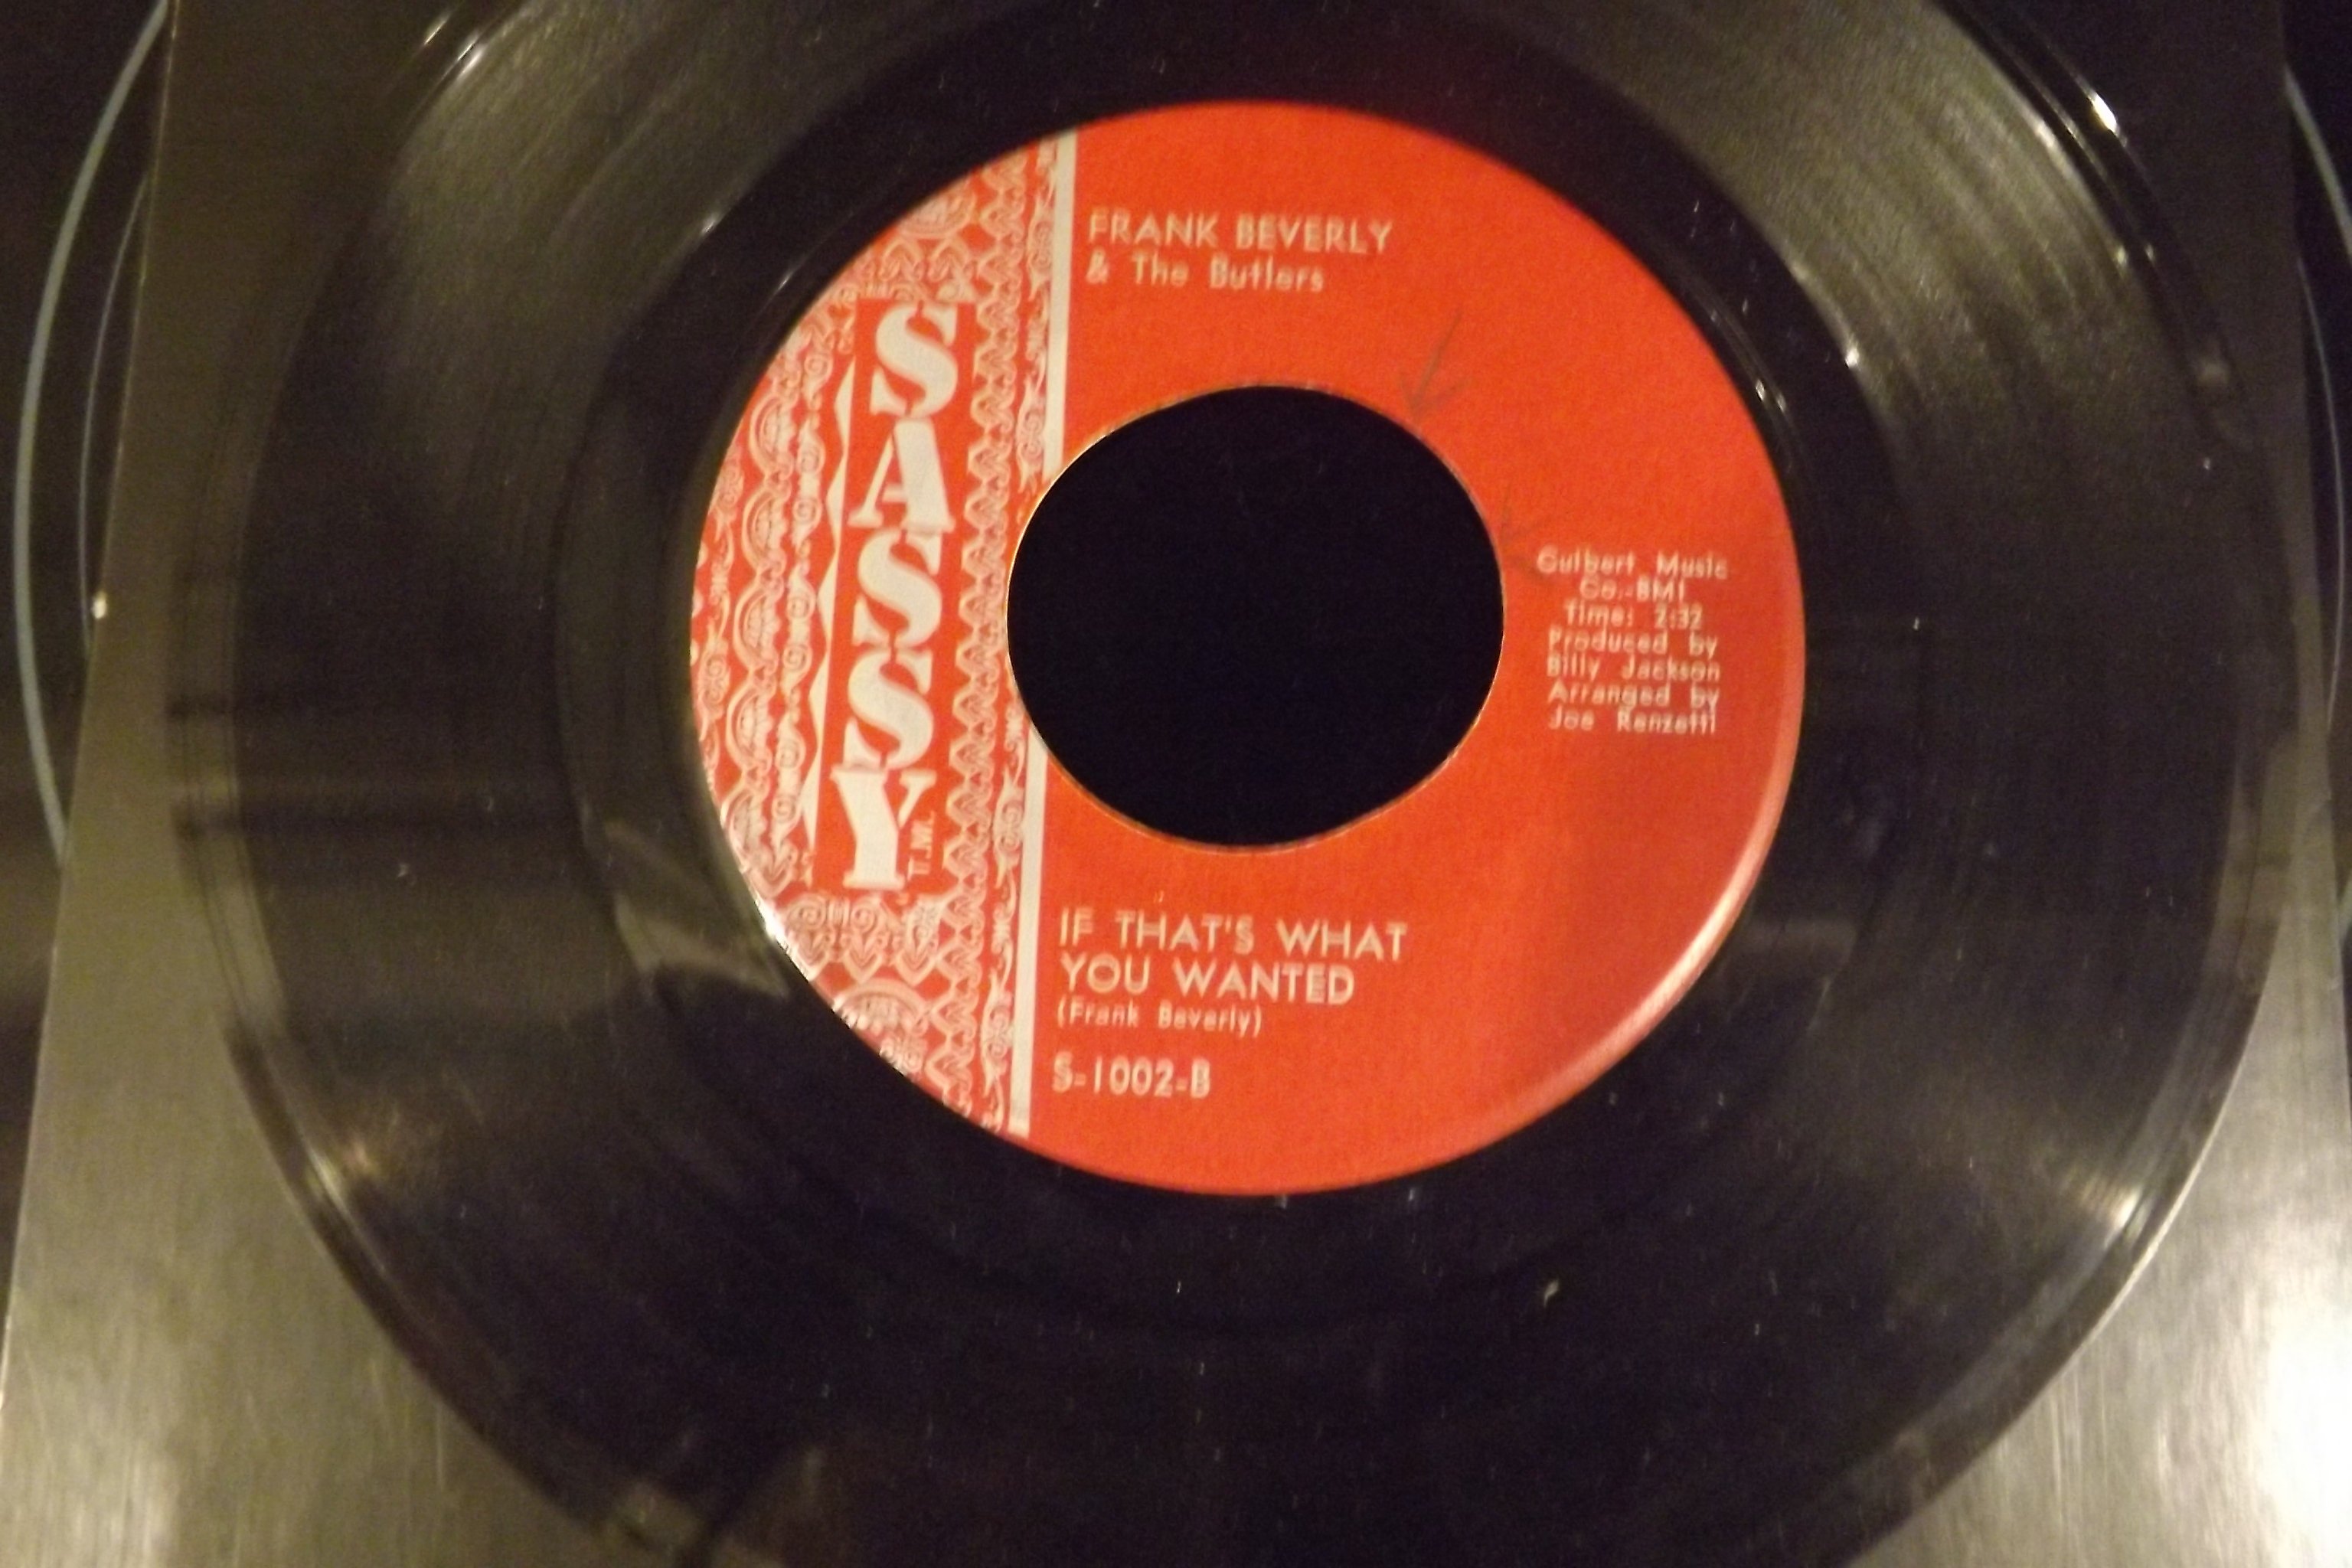 FRANK BEVERLY
& The Butlers
SASSY
T.M.
Gulbert Music
Co.-BMI
Time: 2:32
Produced by
Billy Jackson
Arranged by
Joe Renzetti
IF THAT'S WHAT
YOU WANTED
(Frank Beverly)
S-1002-B